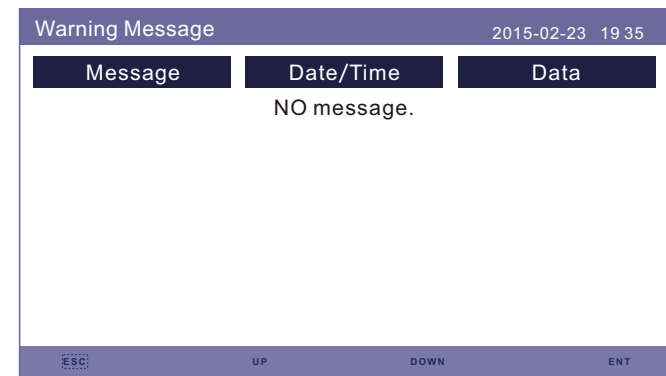 Warning Message 2015-02-23 19 35
Message Date/Time Data
NO message.
ESC UP DOWN ENT